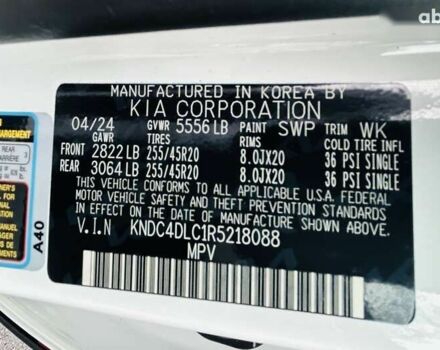 ab
MANUFACTURED IN KOREA BY
KIA CORPORATION
04/24 GVWR 5556 LB PAINT SWP TRIM WK
GAWR TIRES RIMS COLD TIRE INFL
FRONT 2822 LB 255/45R20 8.0JX20 36 PSI SINGLE
REAR 3064 LB 255/45R20 8.0JX20 36 PSI SINGLE
THIS VEHICLE CONFORMS TO ALL APPLICABLE U.S.A FEDERAL
MOTOR VEHICLE SAFETY AND THEFT PREVENTION STANDARDS
IN EFFECT ON THE DATE OF MANUFACTURE SHOWN ABOVE.
V.I.N KNDC4DLC1R5218088
MPV
A40